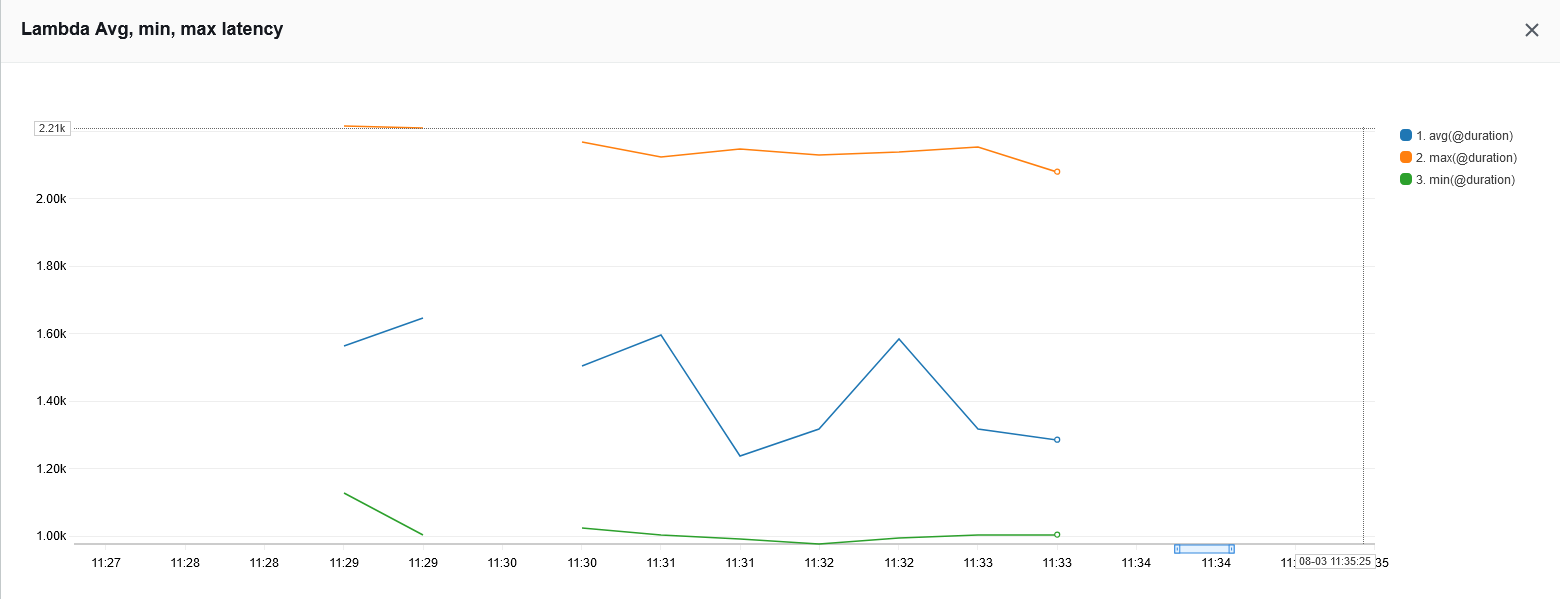 Lambda Avg, min, max latency
2.21k
1. avg(@duration)
2. max(@duration)
3. min(@duration)
2.00k
1.80k
1.60k
1.40k
1.20k
1.00k
11:27 11:28 11:28 11:29 11:29 11:30 11:30 11:31 11:31 11:32 11:32 11:33 11:33 11:34 11:34
08-03 11:35:25